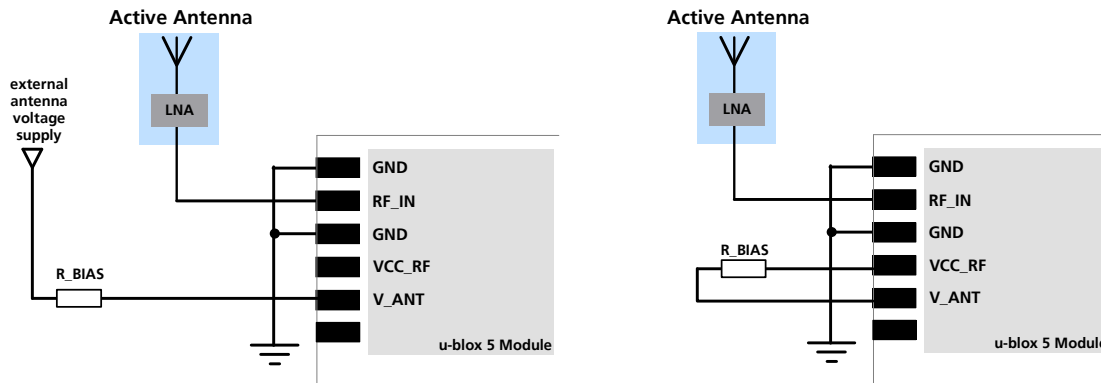 Active Antenna
external
antenna
voltage
supply
LNA
GND
RF_IN
GND
VCC_RF
R_BIAS
V_ANT
u-blox 5 Module
Active Antenna
LNA
GND
RF_IN
GND
R_BIAS
VCC_RF
V_ANT
u-blox 5 Module